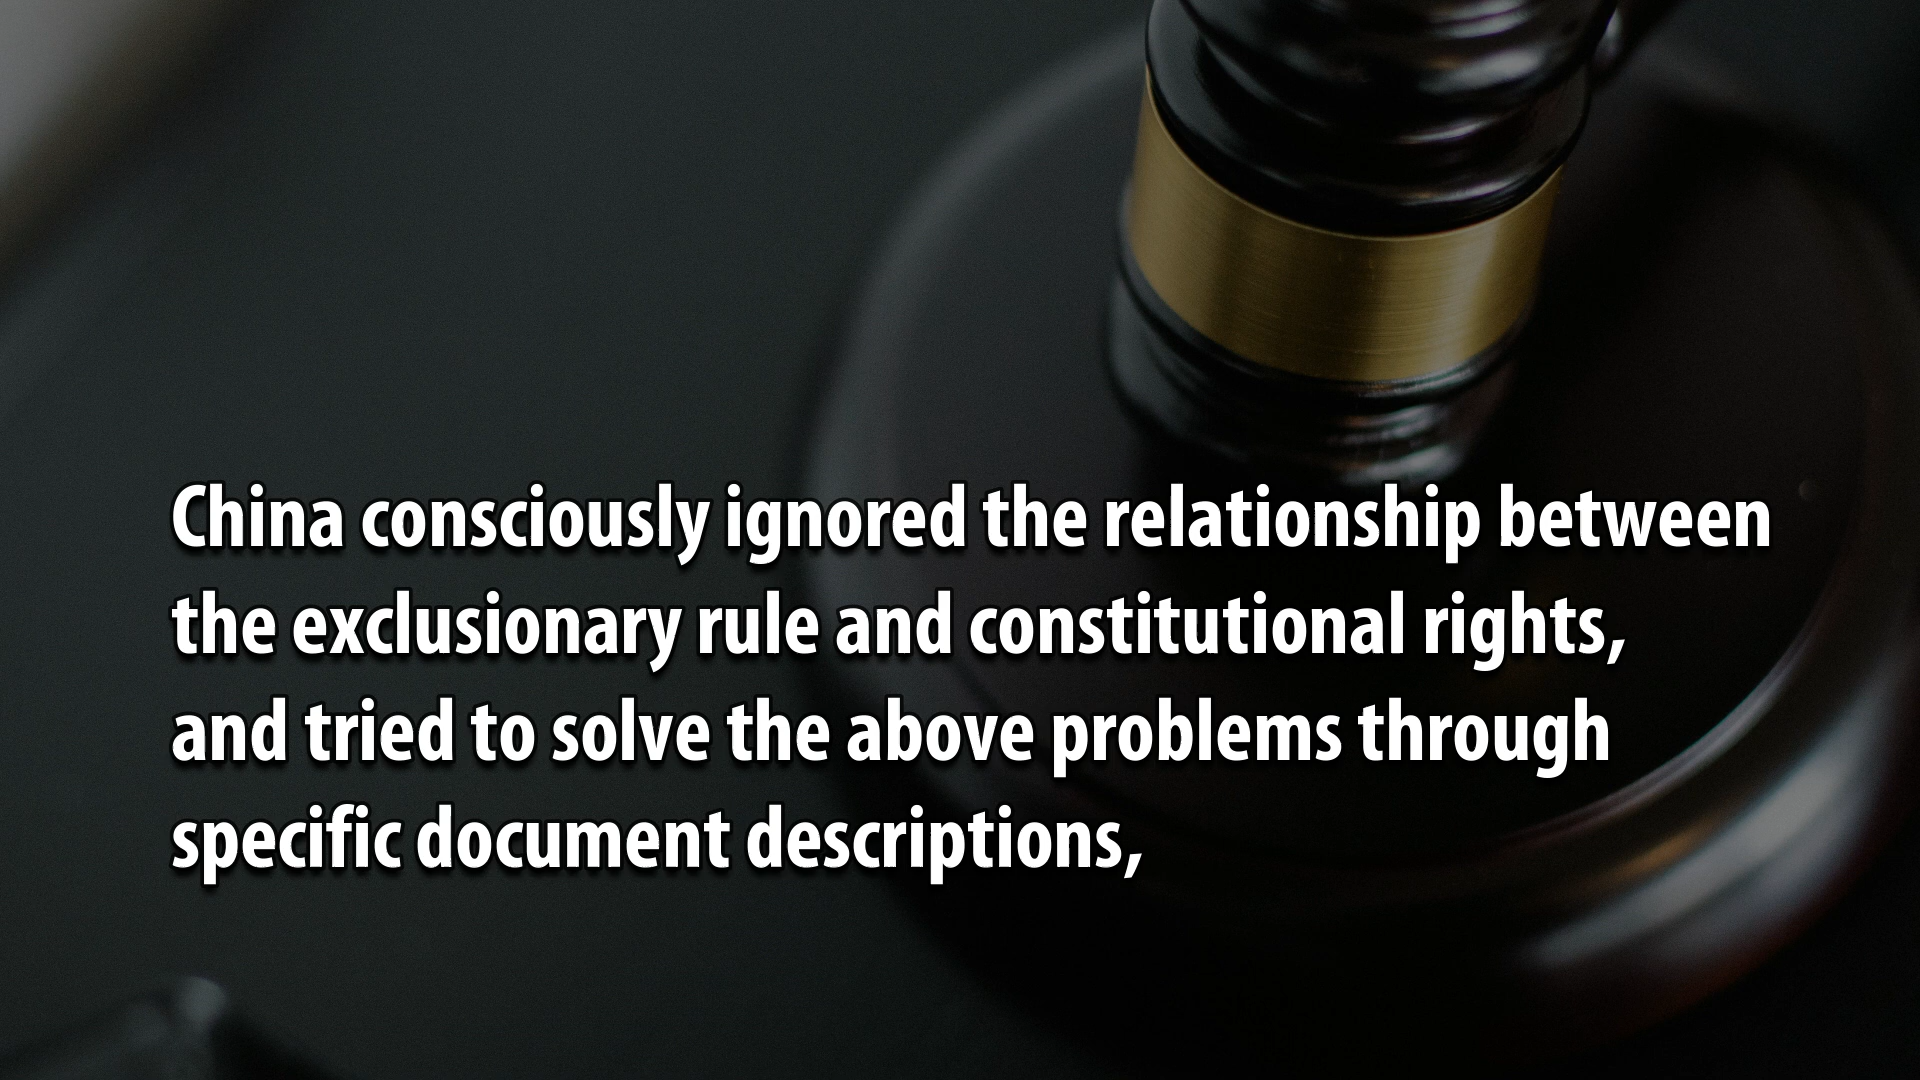 China consciously ignored the relationship between
the exclusionary rule and constitutional rights,
and tried to solve the above problems through
specific document descriptions,